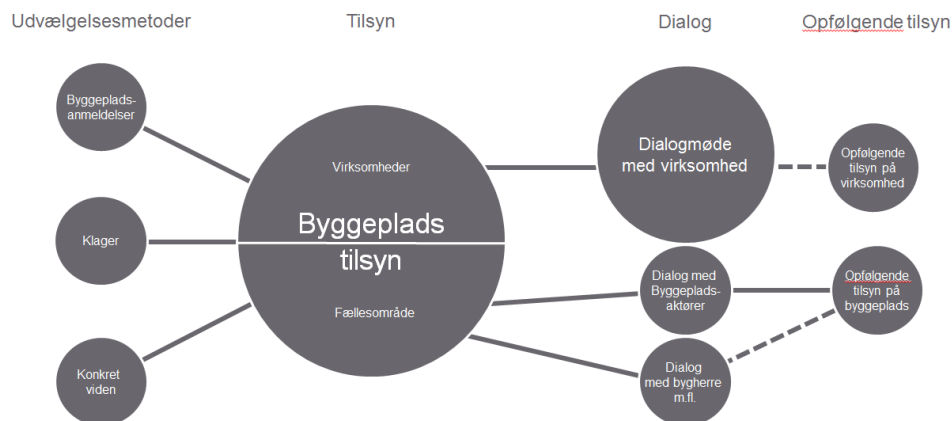 Udvælgelsesmetoder
Tilsyn
Dialog
Opfølgende tilsyn
Byggeplads-
anmeldelser
Klager
Konkret
viden
Virksomheder
Byggeplads
tilsyn
Fællesområde
Dialogmøde
med virksomhed
Dialog med
Byggeplads-
aktører
Dialog
med bygherre
m.fl.
Opfølgende
tilsyn på
virksomhed
Opfølgende
tilsyn på
byggeplads